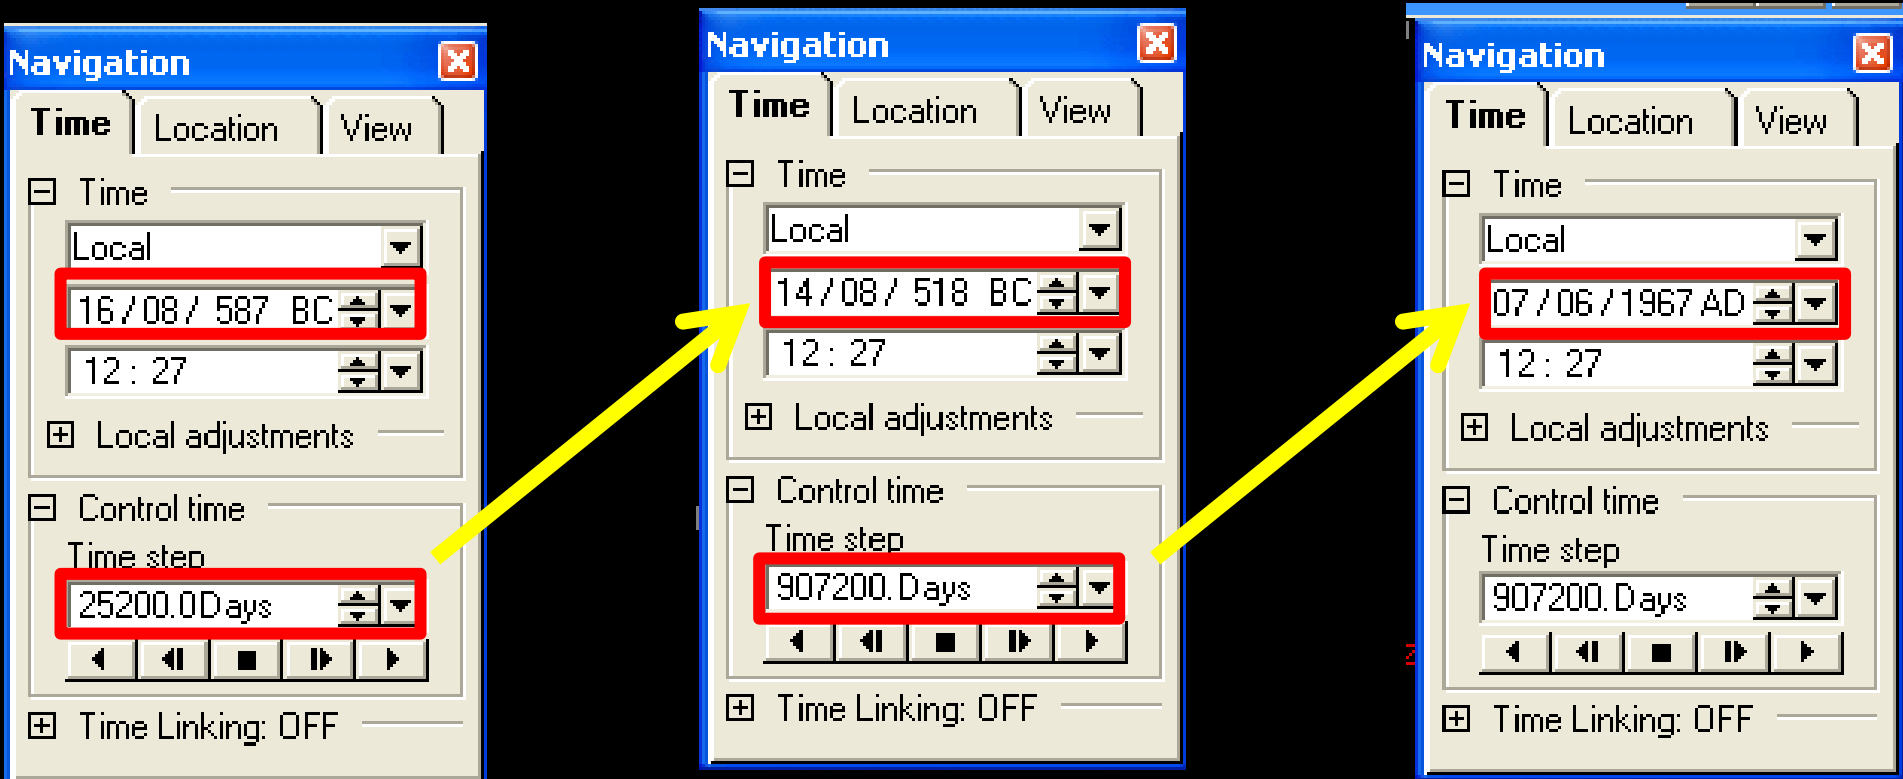 Navigation
Time Location View
Time
Local
16/08/ 587 BC
12: 27
Local adjustments
Control time
Time step
25200.0Days
Time Linking: OFF
Navigation
Time Location View
Time
Local
14/08/ 518 BC
12: 27
Local adjustments
Control time
Time step
907200.Days
Time Linking: OFF
Navigation
Time Location View
Time
Local
07/06/1967 AD
12: 27
Local adjustments
Control time
Time step
907200.Days
Time Linking: OFF